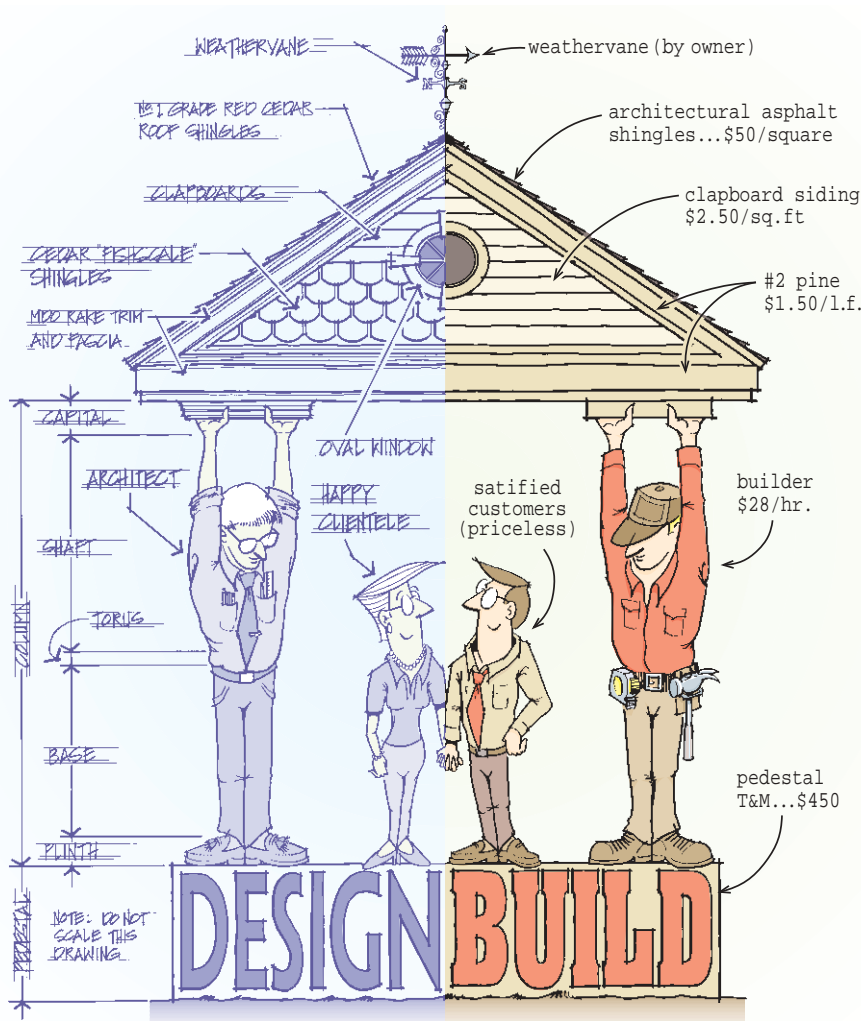 WEATHERVANE
weathervane (by owner)
Nº 1 GRADE RED CEDAR
ROOF SHINGLES
architectural asphalt
shingles...$50/square
CLAPBOARDS
clapboard siding
$2.50/sq.ft
CEDAR "FISHSCALE"
SHINGLES
#2 pine
$1.50/l.f.
MDO RAKE TRIM
AND FASCIA
CAPITAL
OVAL WINDOW
ARCHITECT
HAPPY
CLIENTELE
satified
customers
(priceless)
builder
$28/hr.
SHAFT
COLUMN
TORUS
BASE
pedestal
T&M...$450
PLINTH
PEDESTAL
NOTE: DO NOT
SCALE THIS
DRAWING
DESIGN BUILD